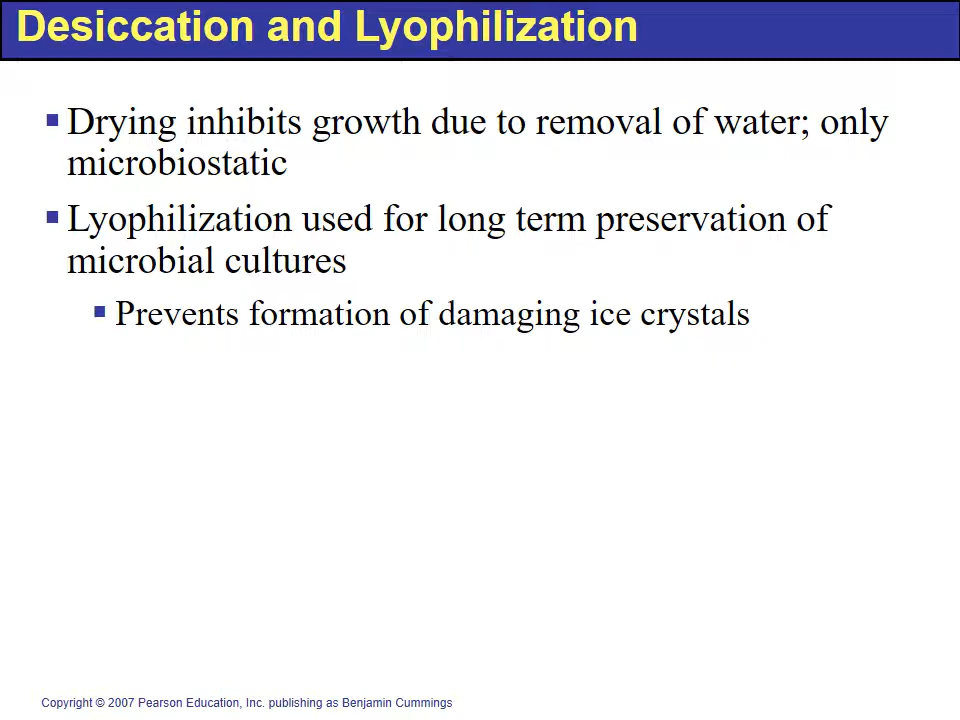 Desiccation and Lyophilization
Drying inhibits growth due to removal of water; only
microbiostatic
Lyophilization used for long term preservation of
microbial cultures
Prevents formation of damaging ice crystals
Copyright © 2007 Pearson Education, Inc. publishing as Benjamin Cummings